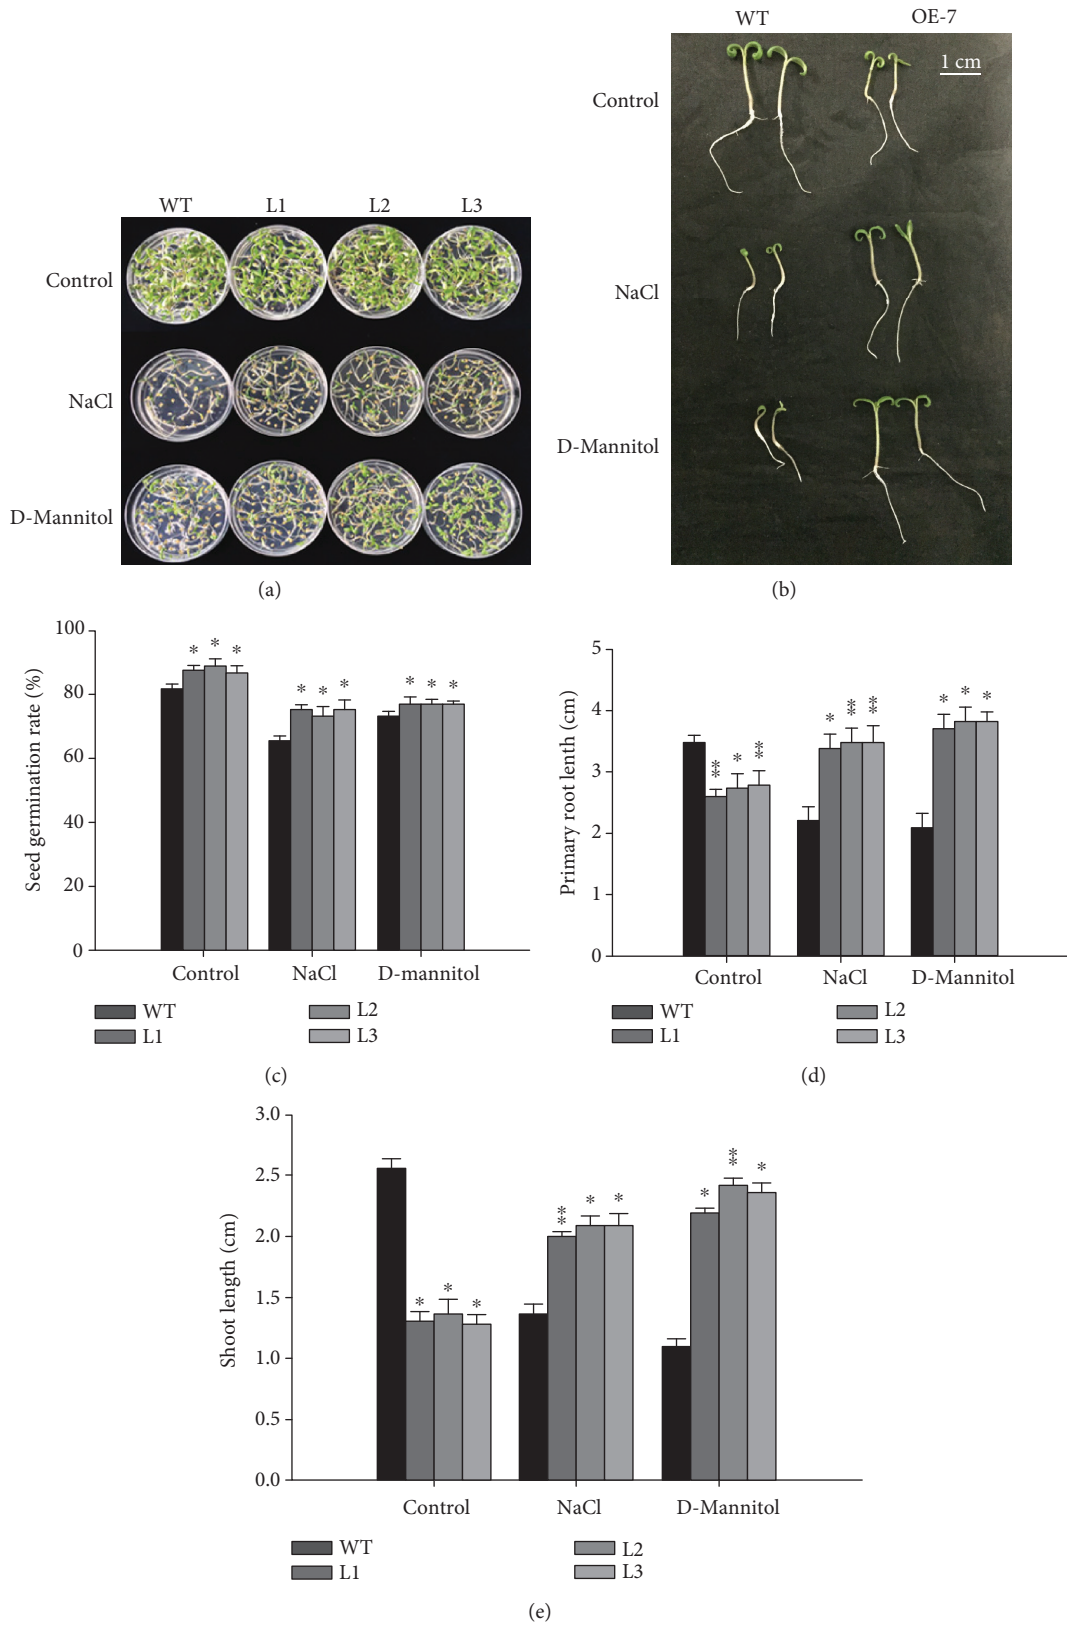 WT L1 L2 L3
Control
NaCl
D-Mannitol
(a)
WT OE-7
1 cm
Control
NaCl
D-Mannitol
(b)
Seed germination rate (%)
100
80
60
40
20
0
* * *
* * *
* * *
Control NaCl D-mannitol
WT L2
L1 L3
(c)
Primary root lenth (cm)
5
4
3
2
1
0
** * **
* ** **
* * *
Control NaCl D-Mannitol
WT L2
L1 L3
(d)
Shoot length (cm)
3.0
2.5
2.0
1.5
1.0
0.5
0.0
* * *
** * *
* ** *
Control NaCl D-Mannitol
WT L2
L1 L3
(e)